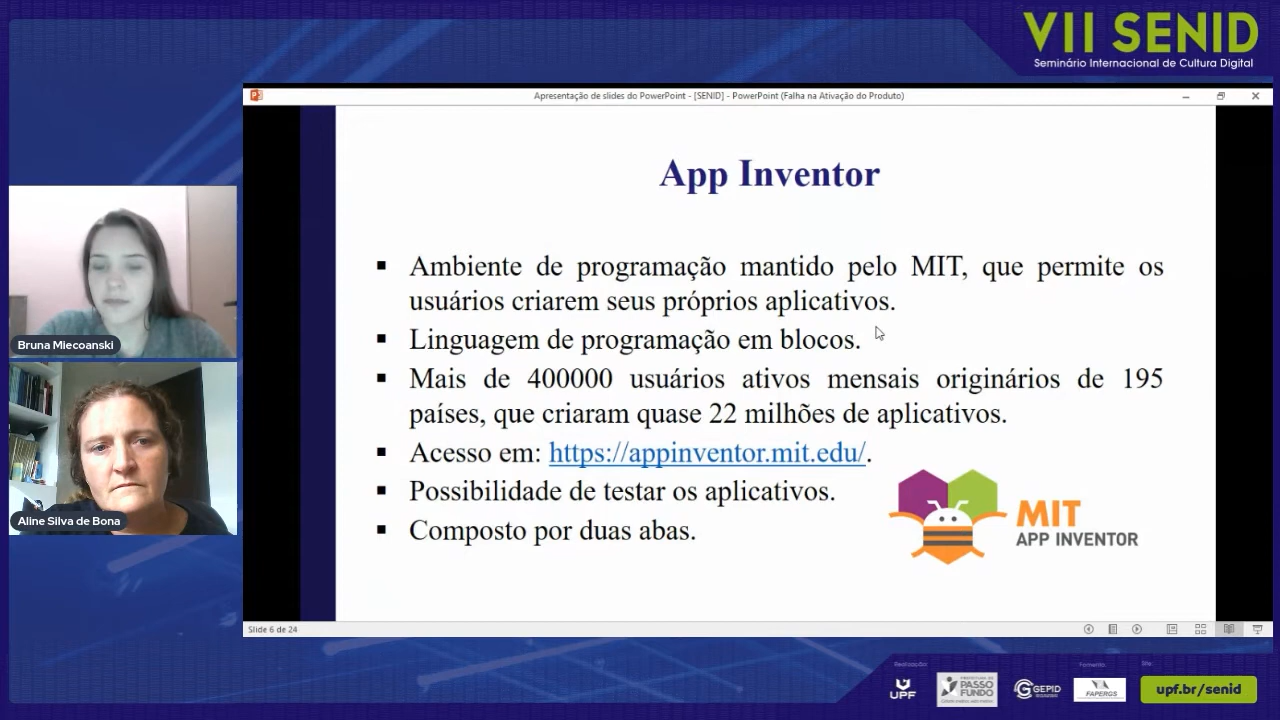 VII SENID
Seminário Internacional de Cultura Digital
Apresentação de slides do PowerPoint - [SENID] - PowerPoint (Falha na Ativação do Produto)
App Inventor
▪ Ambiente de programação mantido pelo MIT, que permite os
usuários criarem seus próprios aplicativos.
▪ Linguagem de programação em blocos.
▪ Mais de 400000 usuários ativos mensais originários de 195
países, que criaram quase 22 milhões de aplicativos.
▪ Acesso em: https://appinventor.mit.edu/.
▪ Possibilidade de testar os aplicativos.
▪ Composto por duas abas.
MIT
APP INVENTOR
Bruna Miecoanski
Aline Silva de Bona
Slide 6 de 24
Realização:
Fomento:
Site:
UPF
PASSO
FUNDO
GEPID
FAPERGS
upf.br/senid